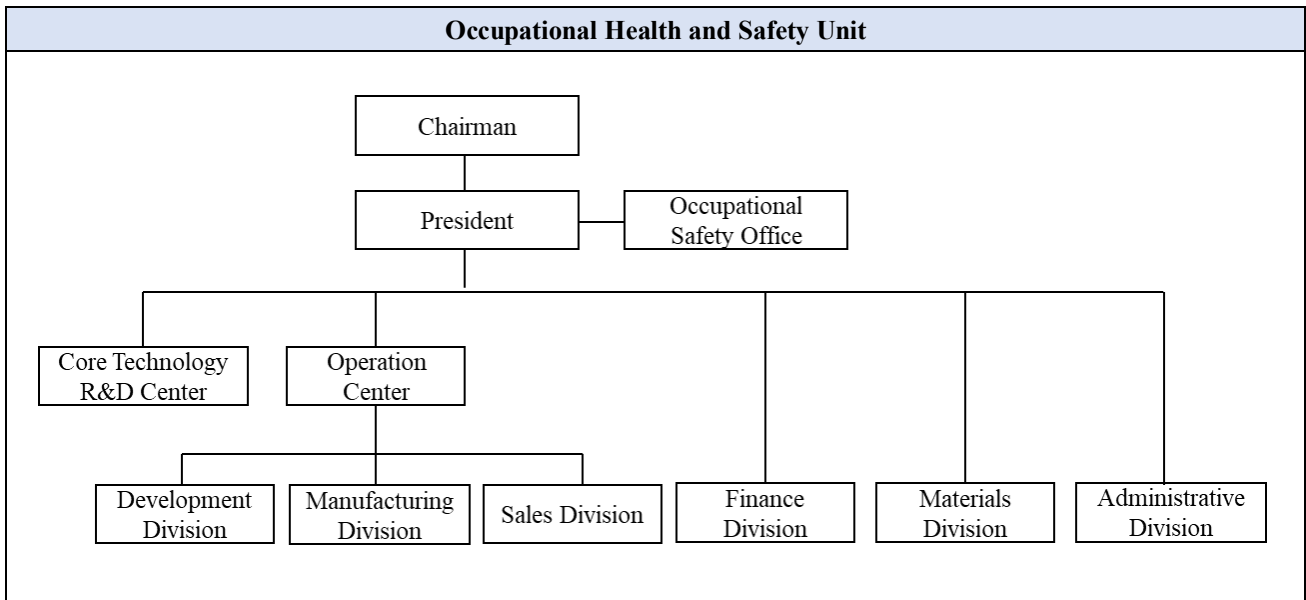 Occupational Health and Safety Unit
Chairman
President
Occupational
Safety Office
Core Technology
R&D Center
Operation
Center
Development
Division
Manufacturing
Division
Sales Division
Finance
Division
Materials
Division
Administrative
Division